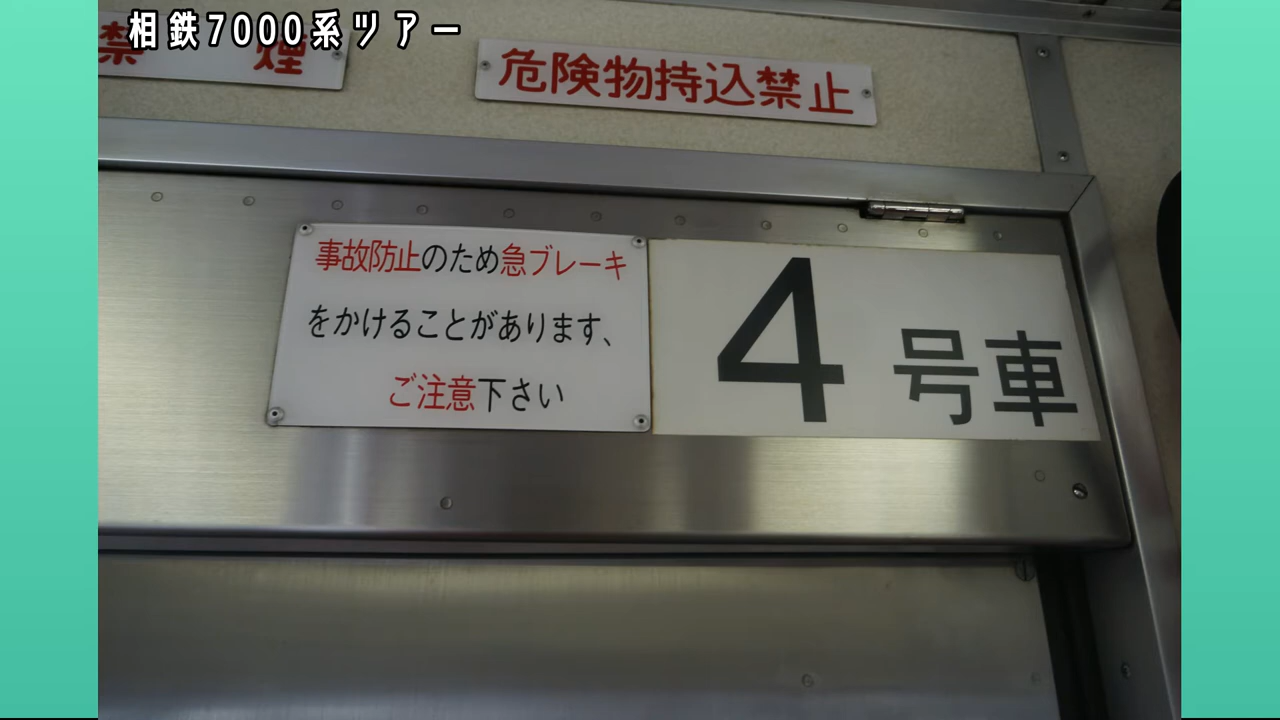 相鉄7000系ツアー
禁 煙
危険物持込禁止
事故防止のため急ブレーキ
をかけることがあります、
ご注意下さい
4号車